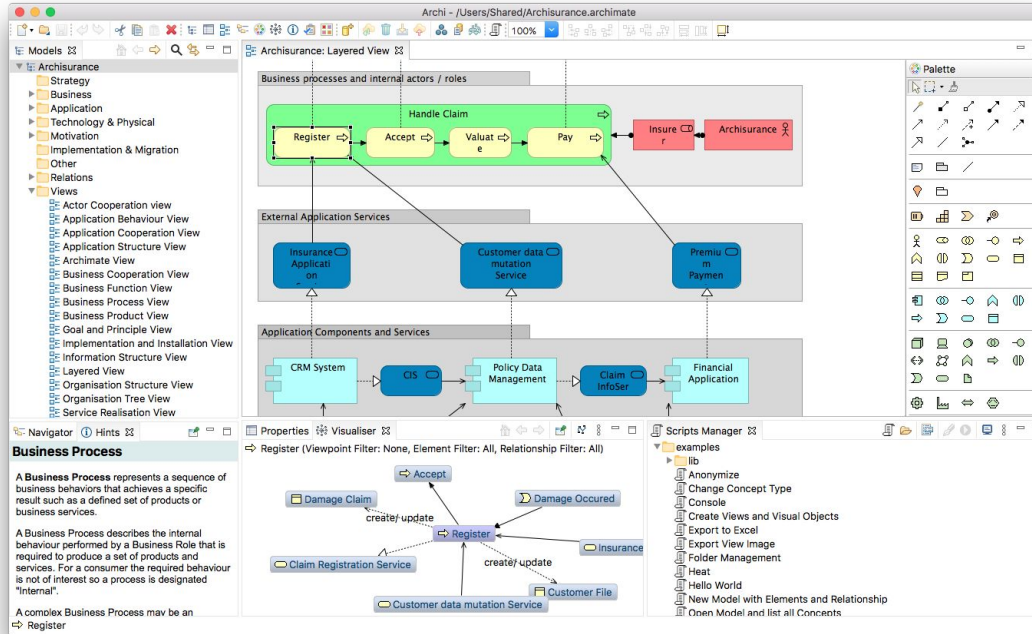 Archi - /Users/Shared/Archisurance.archimate
100%
Models
Archisurance
Strategy
Business
Application
Technology & Physical
Motivation
Implementation & Migration
Other
Relations
Views
Actor Cooperation view
Application Behaviour View
Application Cooperation View
Application Structure View
Archimate View
Business Cooperation View
Business Function View
Business Process View
Business Product View
Goal and Principle View
Implementation and Installation View
Information Structure View
Layered View
Organisation Structure View
Organisation Tree View
Service Realisation View
Archisurance: Layered View
Business processes and internal actors / roles
Handle Claim
Register
Accept
Valuat
e
Pay
Insure
r
Archisurance
External Application Services
Insurance
Applicati
on
Customer data
mutation
Service
Premiu
m
Paymen
Application Components and Services
CRM System
CIS
Policy Data
Management
Claim
InfoSer
Financial
Application
Palette
Navigator
Hints
Business Process
A Business Process represents a sequence of
business behaviors that achieves a specific
result such as a defined set of products or
business services.
A Business Process describes the internal
behaviour performed by a Business Role that is
required to produce a set of products and
services. For a consumer the required behaviour
is not of interest so a process is designated
"Internal".
A complex Business Process may be an
Register
Properties
Visualiser
Register (Viewpoint Filter: None, Element Filter: All, Relationship Filter: All)
Accept
Damage Claim
Damage Occured
create/ update
Register
Insurance
Claim Registration Service
create/ update
Customer File
Customer data mutation Service
Scripts Manager
examples
lib
Anonymize
Change Concept Type
Console
Create Views and Visual Objects
Export to Excel
Export View Image
Folder Management
Heat
Hello World
New Model with Elements and Relationship
Open Model and list all Concepts